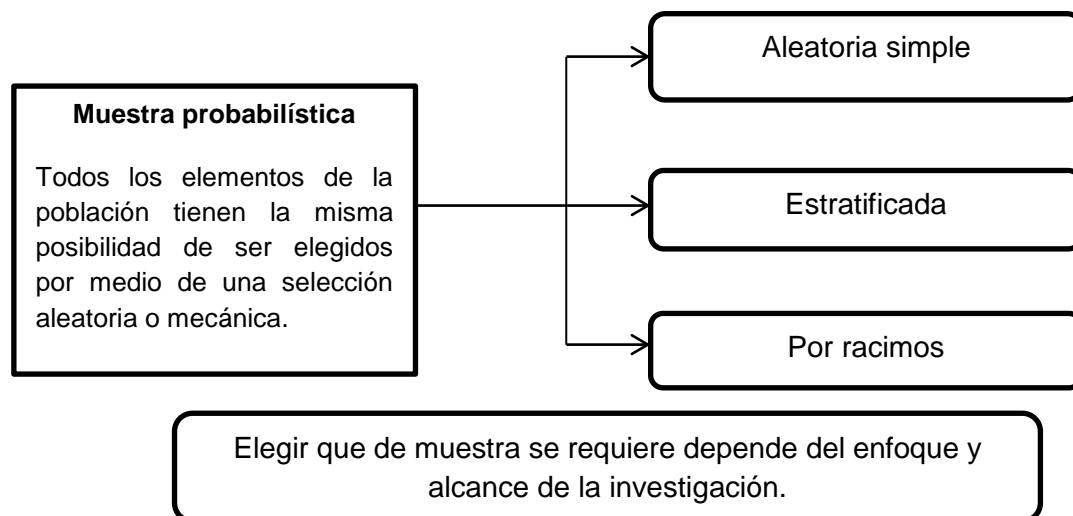 Muestra probabilística
Todos los elementos de la
población tienen la misma
posibilidad de ser elegidos
por medio de una selección
aleatoria o mecánica.
Aleatoria simple
Estratificada
Por racimos
Elegir que de muestra se requiere depende del enfoque y
alcance de la investigación.